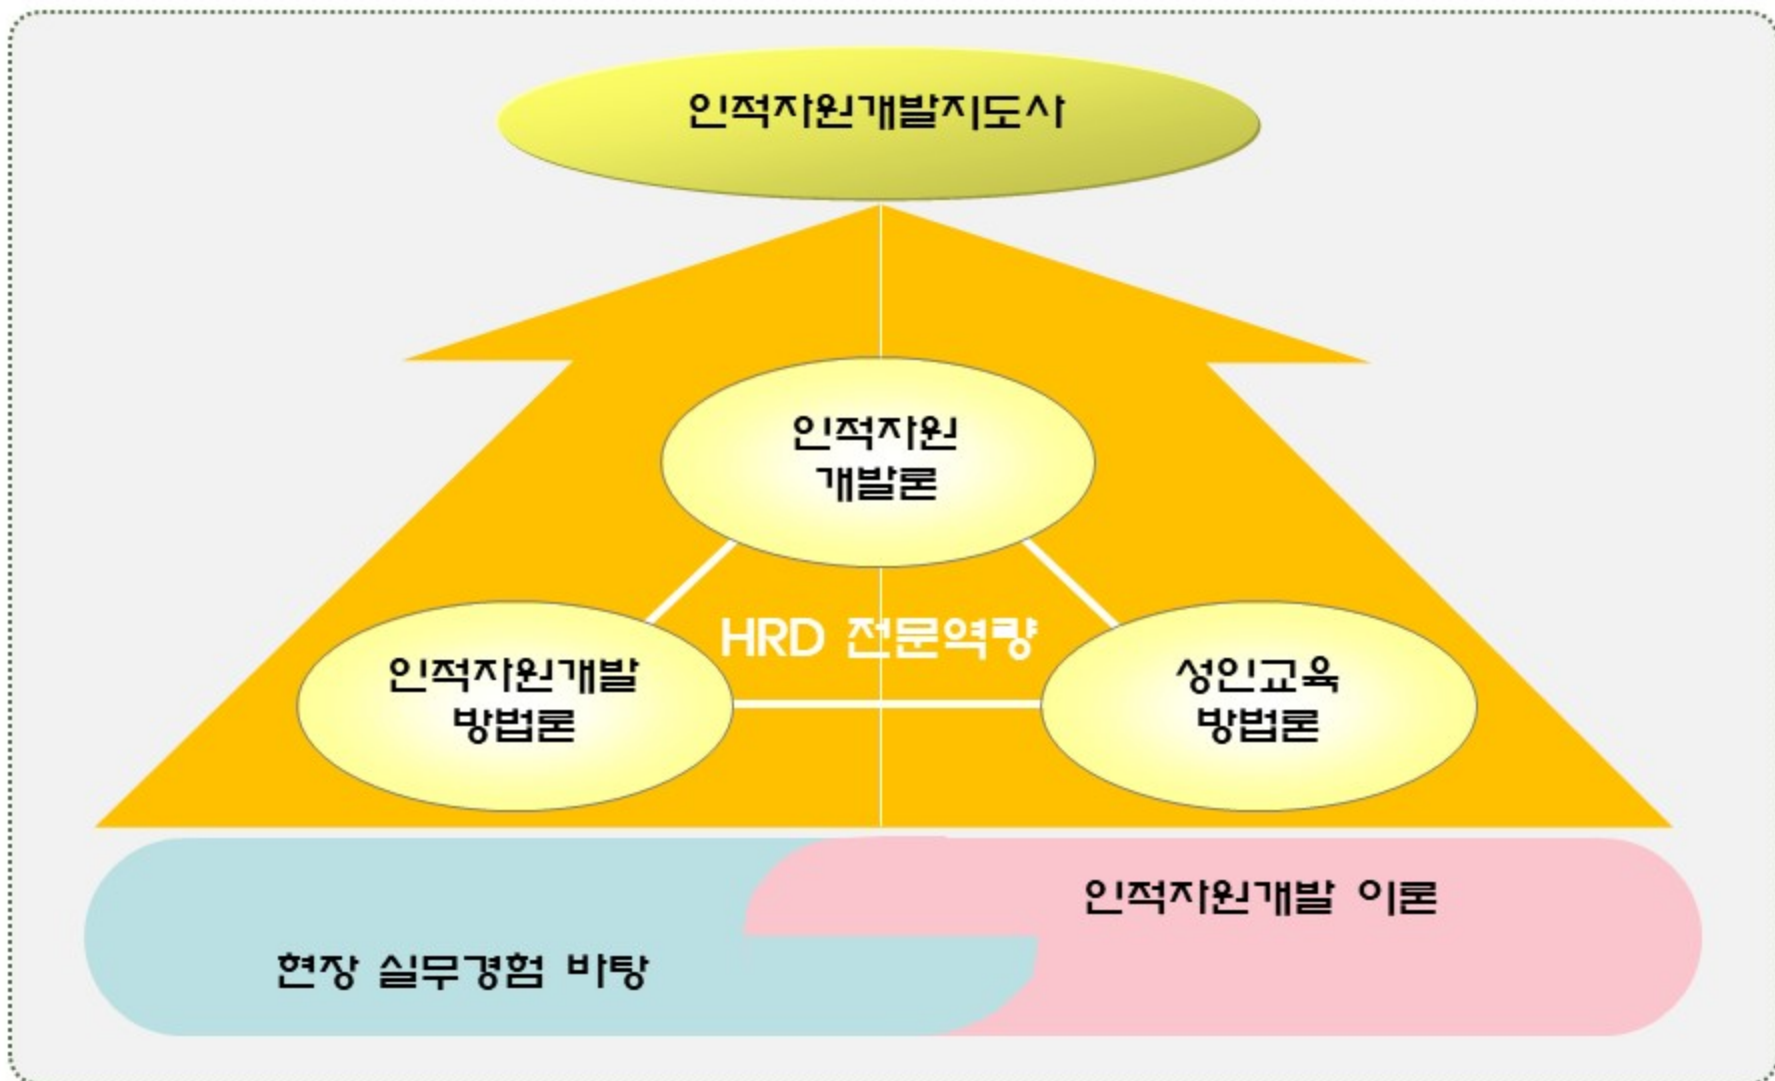 인적자원개발지도사
인적자원
개발론
HRD 전문역량
인적자원개발
방법론
성인교육
방법론
인적자원개발 이론
현장 실무경험 바탕